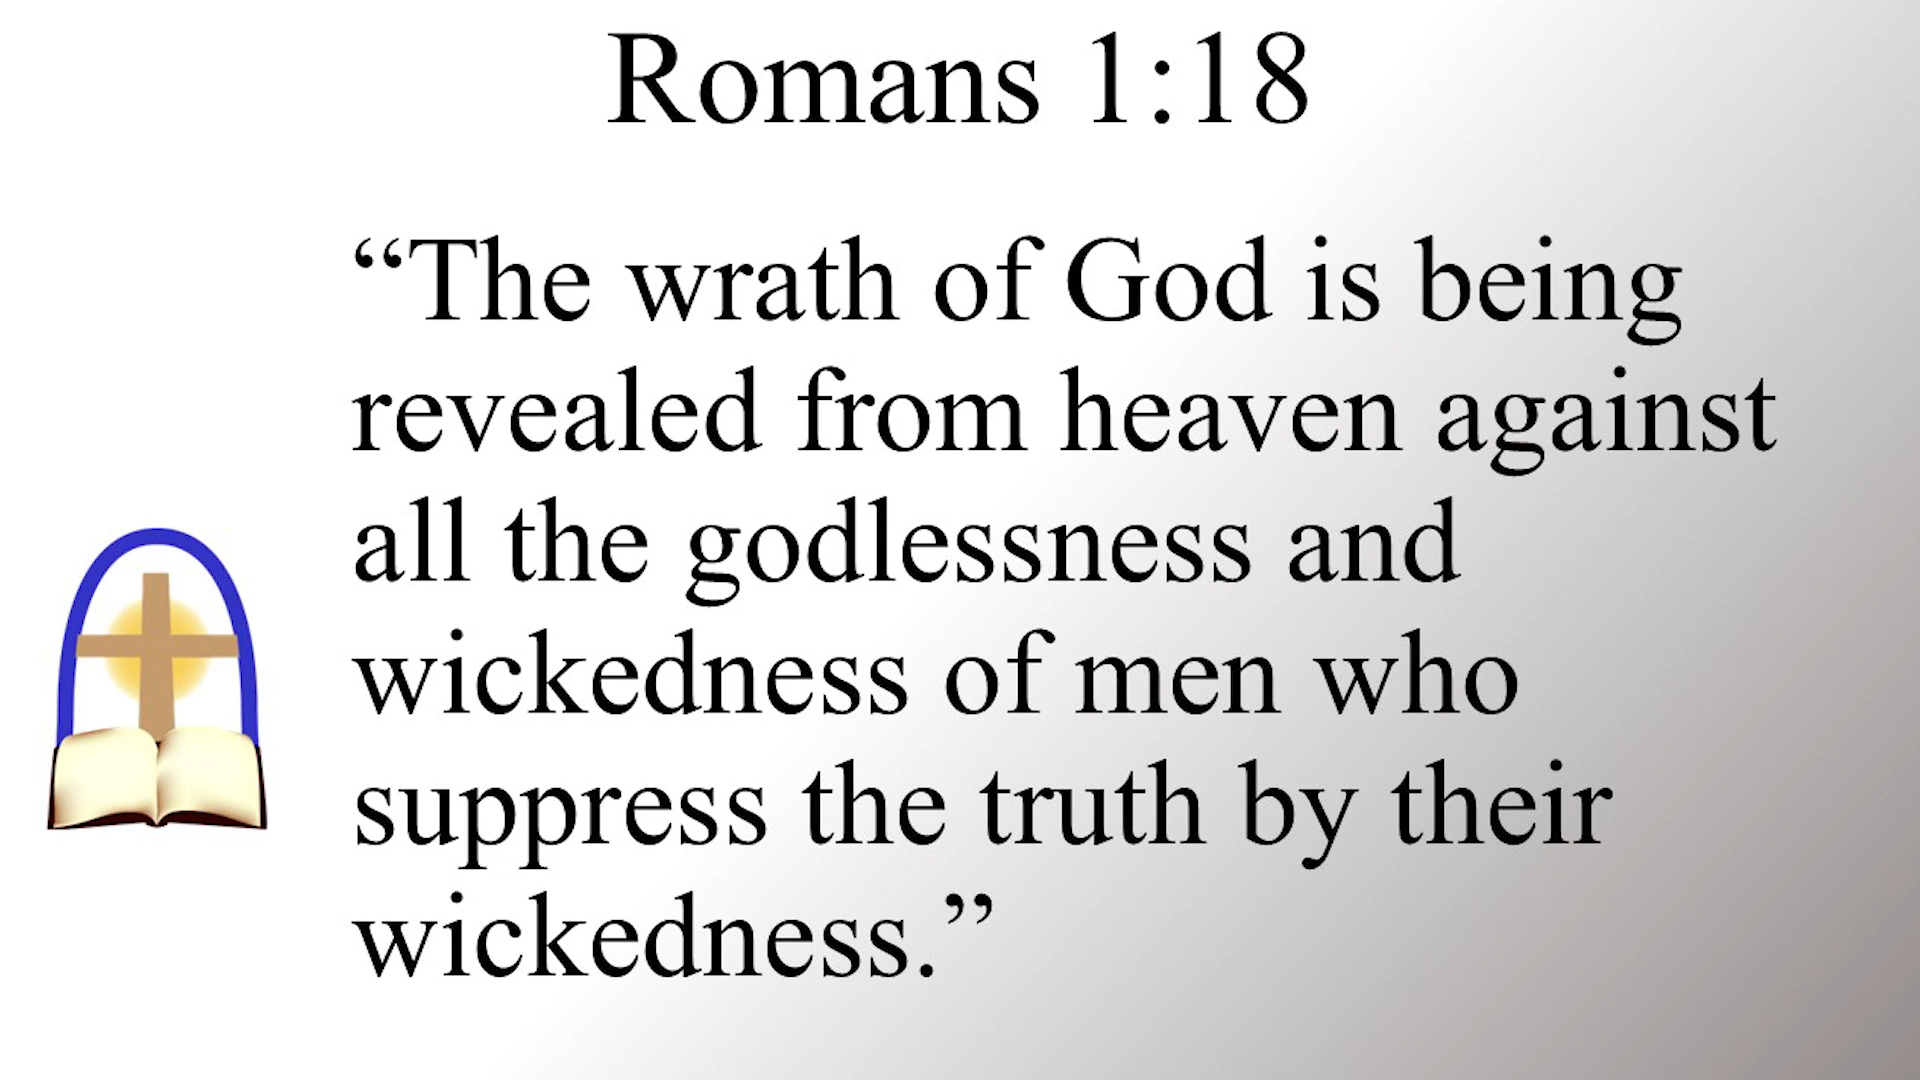 Romans 1:18
“The wrath of God is being
revealed from heaven against
all the godlessness and
wickedness of men who
suppress the truth by their
wickedness.”